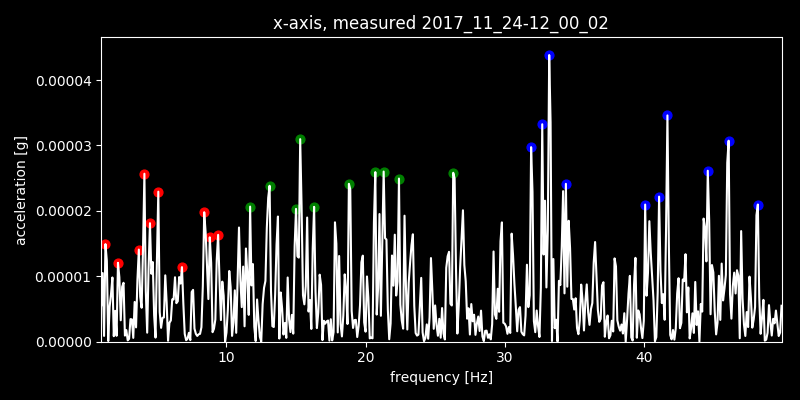 x-axis, measured 2017_11_24-12_00_02
0.00004
0.00003
0.00002
0.00001
0.00000
acceleration [g]
10 20 30 40
frequency [Hz]